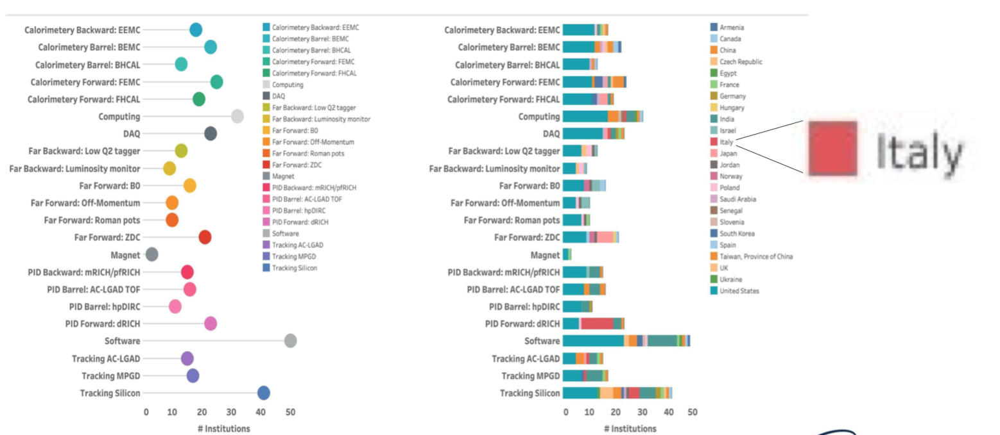 Calorimetery Backward: EEMC
Calorimetery Barrel: BEMC
Calorimetery Barrel: BHCAL
Calorimetery Forward: FEMC
Calorimetery Forward: FHCAL
Computing
DAQ
Far Backward: Low Q2 tagger
Far Backward: Luminosity monitor
Far Forward: B0
Far Forward: Off-Momentum
Far Forward: Roman pots
Far Forward: ZDC
Magnet
PID Backward: mRICH/pfRICH
PID Barrel: AC-LGAD TOF
PID Barrel: hpDIRC
PID Forward: dRICH
Software
Tracking AC-LGAD
Tracking MPGD
Tracking Silicon
0 10 20 30 40 50
# Institutions
Calorimetery Backward: EEMC
Calorimetery Barrel: BEMC
Calorimetery Barrel: BHCAL
Calorimetery Forward: FEMC
Calorimetery Forward: FHCAL
Computing
DAQ
Far Backward: Low Q2 tagger
Far Backward: Luminosity monitor
Far Forward: B0
Far Forward: Off-Momentum
Far Forward: Roman pots
Far Forward: ZDC
Magnet
PID Backward: mRICH/pfRICH
PID Barrel: AC-LGAD TOF
PID Barrel: hpDIRC
PID Forward: dRICH
Software
Tracking AC-LGAD
Tracking MPGD
Tracking Silicon
Calorimetery Backward: EEMC
Calorimetery Barrel: BEMC
Calorimetery Barrel: BHCAL
Calorimetery Forward: FEMC
Calorimetery Forward: FHCAL
Computing
DAQ
Far Backward: Low Q2 tagger
Far Backward: Luminosity monitor
Far Forward: B0
Far Forward: Off-Momentum
Far Forward: Roman pots
Far Forward: ZDC
Magnet
PID Backward: mRICH/pfRICH
PID Barrel: AC-LGAD TOF
PID Barrel: hpDIRC
PID Forward: dRICH
Software
Tracking AC-LGAD
Tracking MPGD
Tracking Silicon
0 10 20 30 40 50
# Institutions
Armenia
Canada
China
Czech Republic
Egypt
France
Germany
Hungary
India
Israel
Italy
Japan
Jordan
Norway
Poland
Saudi Arabia
Senegal
Slovenia
South Korea
Spain
Taiwan, Province of China
UK
Ukraine
United States
Italy